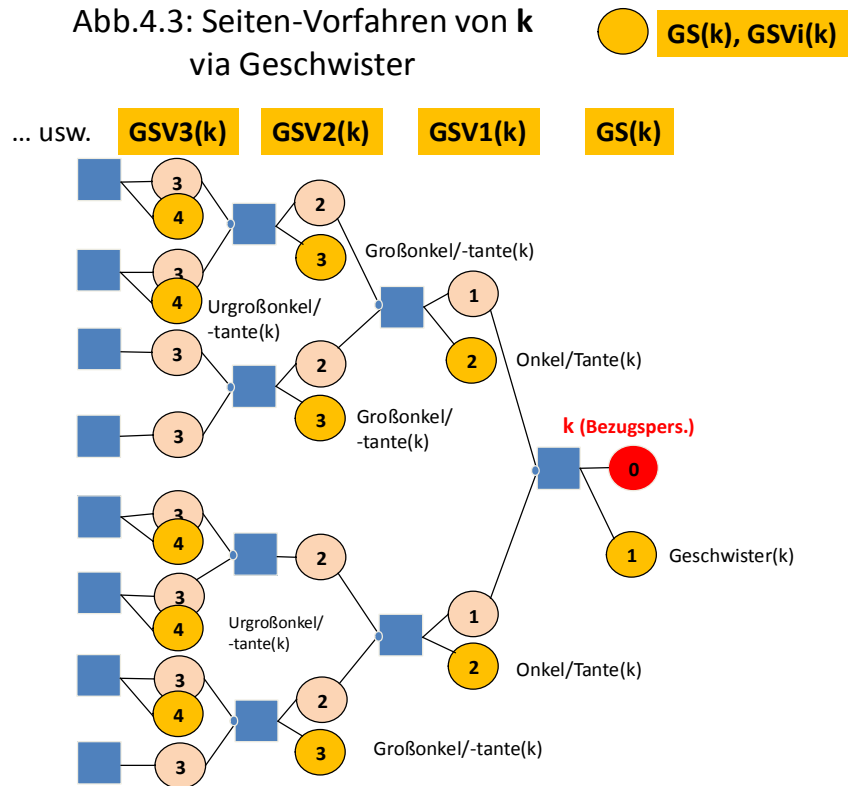 Abb.4.3: Seiten-Vorfahren von k
via Geschwister
GS(k), GSVi(k)
... usw. GSV3(k) GSV2(k) GSV1(k) GS(k)
3
4
2
3
Großonkel/-tante(k)
3
4
Urgroßonkel/
-tante(k)
1
2
Onkel/Tante(k)
3
2
3
Großonkel/
-tante(k)
3
k (Bezugspers.)
0
1
Geschwister(k)
3
4
2
3
4
Urgroßonkel/
-tante(k)
1
2
Onkel/Tante(k)
3
4
2
3
Großonkel/-tante(k)
3